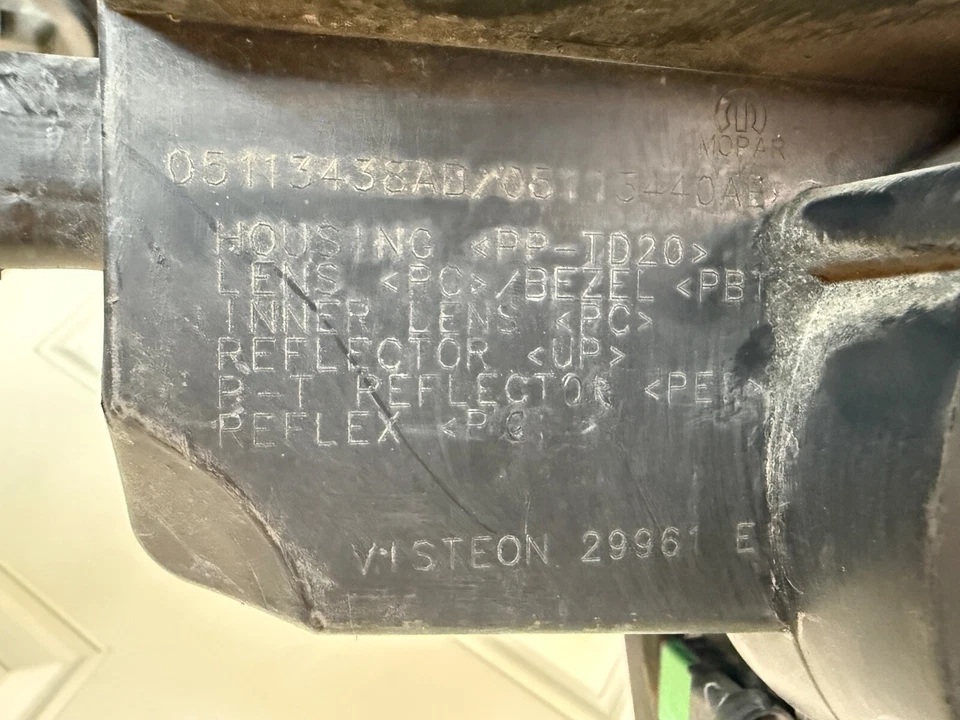 MOPAR
05113438AD/05113440AB
HOUSING <PP-TD20>
LENS <PC>/BEZEL <PBT
INNER LENS <PC>
REFLECTOR <UP>
REFLECTOR
REFLEX <PC >
VISTEON 29961 E